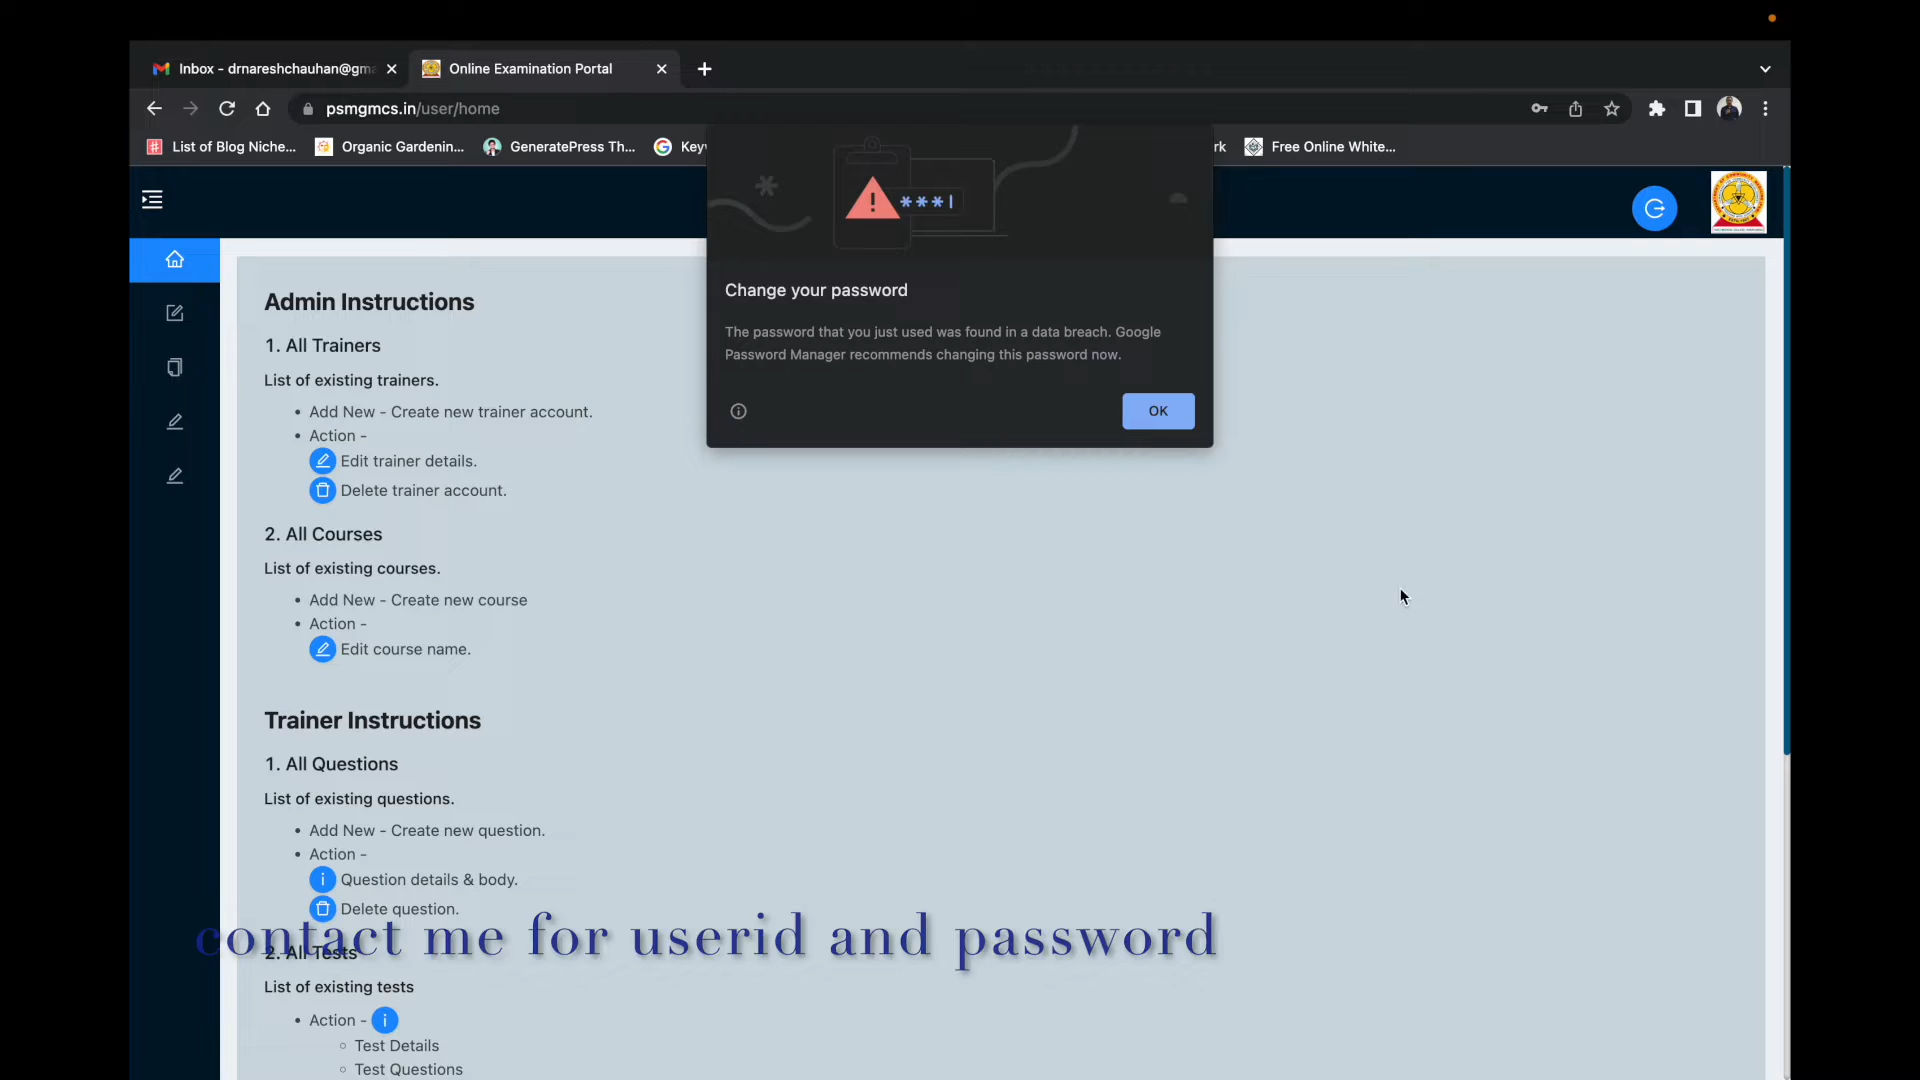 Inbox - drnareshchauhan@gma
Online Examination Portal
psmgmcs.in/user/home
List of Blog Niche...
Organic Gardenin...
GeneratePress Th...
Free Online White...
***|
Change your password
The password that you just used was found in a data breach. Google
Password Manager recommends changing this password now.
OK
Admin Instructions
1. All Trainers
List of existing trainers.
• Add New - Create new trainer account.
• Action -
Edit trainer details.
Delete trainer account.
2. All Courses
List of existing courses.
• Add New - Create new course
• Action -
Edit course name.
Trainer Instructions
1. All Questions
List of existing questions.
• Add New - Create new question.
• Action -
Question details & body.
Delete question.
contact me for userid and password
2. All Tests
List of existing tests
• Action -
Test Details
Test Questions